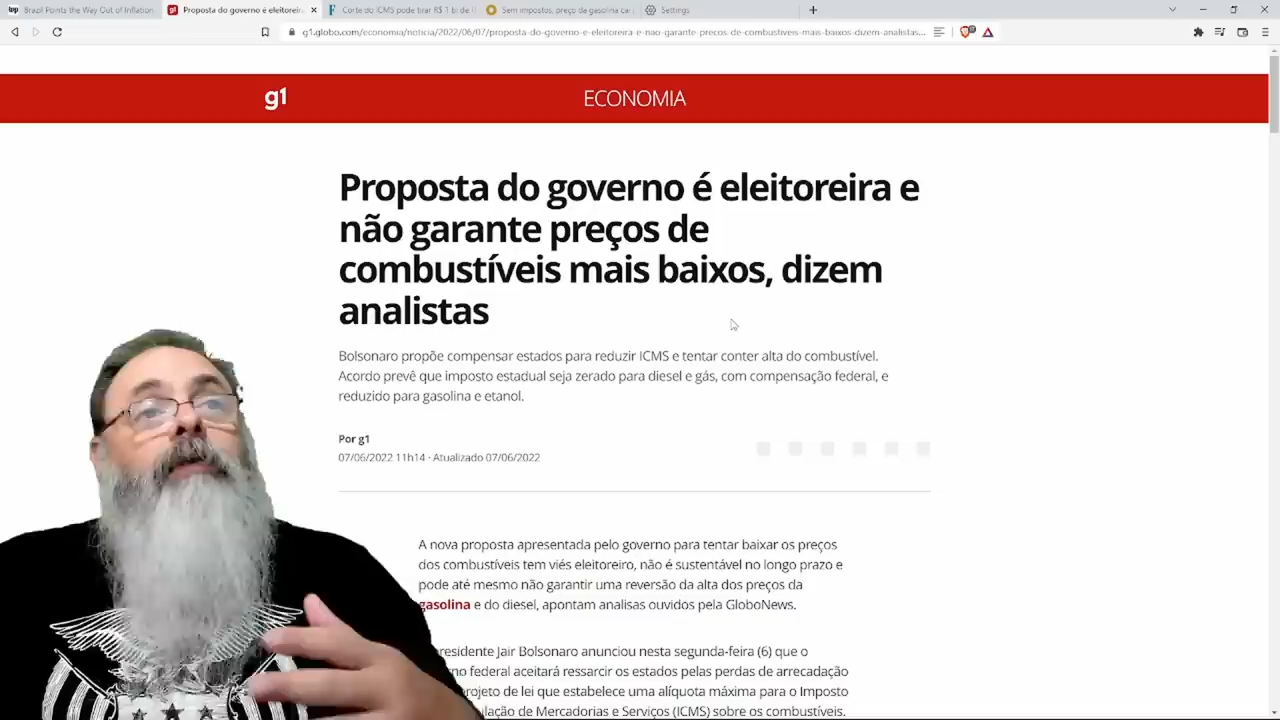 Brazil Points the Way Out of Inflation
Proposta do governo é eleitoreira
Corte do ICMS pode tirar R$ 1 bi de
Sem impostos, preço da gasolina ca
Settings
g1.globo.com/economia/noticia/2022/06/07/proposta-do-governo-e-eleitoreira-e-nao-garante-precos-de-combustiveis-mais-baixos-dizem-analistas...
g1
ECONOMIA
Proposta do governo é eleitoreira e
não garante preços de
combustíveis mais baixos, dizem
analistas
Bolsonaro propõe compensar estados para reduzir ICMS e tentar conter alta do combustível.
Acordo prevê que imposto estadual seja zerado para diesel e gás, com compensação federal, e
reduzido para gasolina e etanol.
Por g1
07/06/2022 11h14 · Atualizado 07/06/2022
A nova proposta apresentada pelo governo para tentar baixar os preços
dos combustíveis tem viés eleitoreiro, não é sustentável no longo prazo e
pode até mesmo não garantir uma reversão da alta dos preços da
gasolina e do diesel, apontam analisas ouvidos pela GloboNews.
residente Jair Bolsonaro anunciou nesta segunda-feira (6) que o
no federal aceitará ressarcir os estados pelas perdas de arrecadação
rojeto de lei que estabelece uma alíquota máxima para o Imposto
ulação de Mercadorias e Serviços (ICMS) sobre os combustíveis.